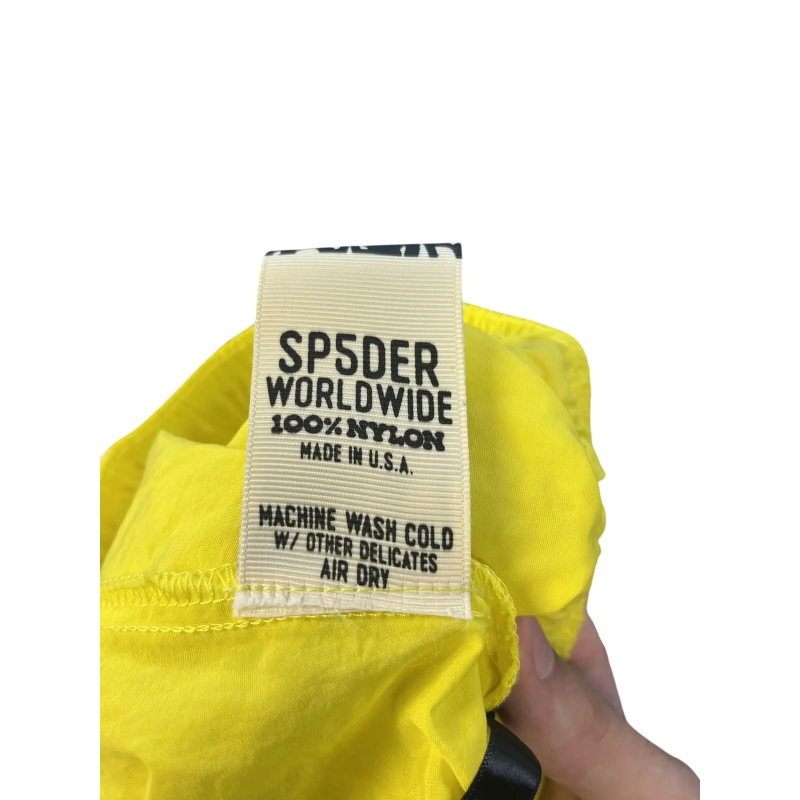 SP5DER
WORLDWIDE
100% NYLON
MADE IN U.S.A.
MACHINE WASH COLD
W/ OTHER DELICATES
AIR DRY